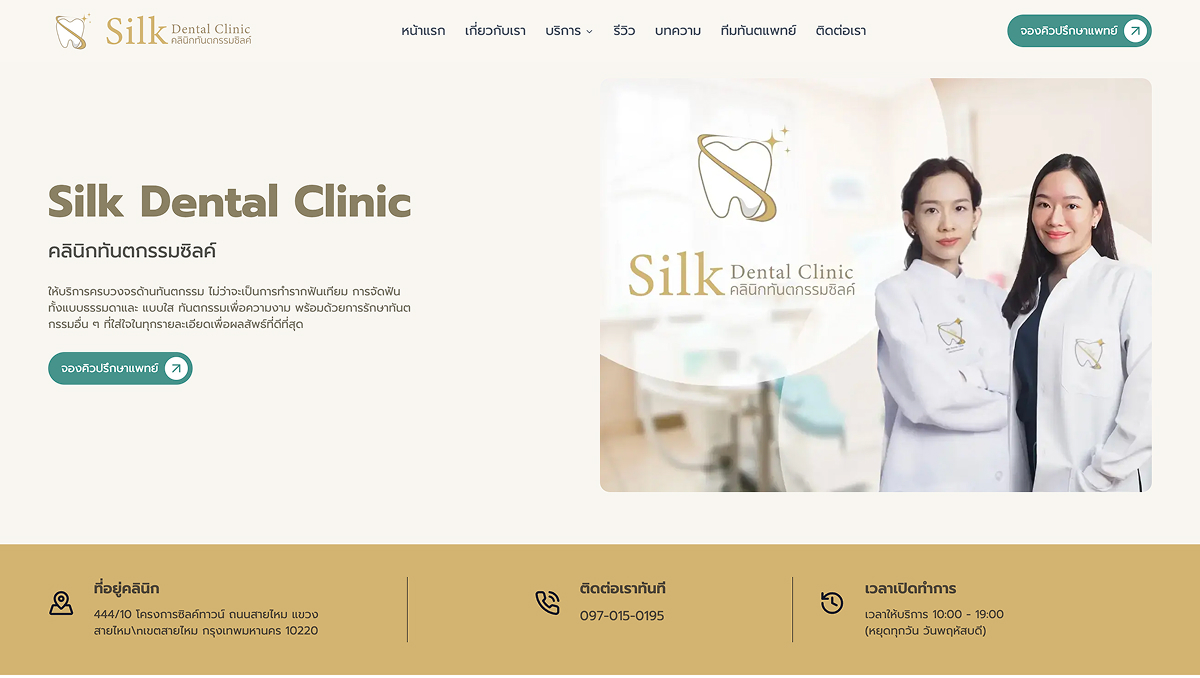 Silk Dental Clinic
คลินิกทันตกรรมซิลค์
หน้าแรก เกี่ยวกับเรา บริการ รีวิว บทความ ทีมทันตแพทย์ ติดต่อเรา
จองคิวปรึกษาแพทย์
Silk Dental Clinic
คลินิกทันตกรรมซิลค์
ให้บริการครบวงจรด้านทันตกรรม ไม่ว่าจะเป็นการทำรากฟันเทียม การจัดฟัน
ทั้งแบบธรรมดาและ แบบใส ทันตกรรมเพื่อความงาม พร้อมด้วยการรักษาทันต
กรรมอื่น ๆ ที่ใส่ใจในทุกรายละเอียดเพื่อผลลัพธ์ที่ดีที่สุด
จองคิวปรึกษาแพทย์
Silk Dental Clinic
คลินิกทันตกรรมซิลค์
ที่อยู่คลินิก
444/10 โครงการซิลค์ทาวน์ ถนนสายไหม แขวง
สายไหม\nเขตสายไหม กรุงเทพมหานคร 10220
ติดต่อเราทันที
097-015-0195
เวลาเปิดทำการ
เวลาให้บริการ 10:00 - 19:00
(หยุดทุกวัน วันพฤหัสบดี)